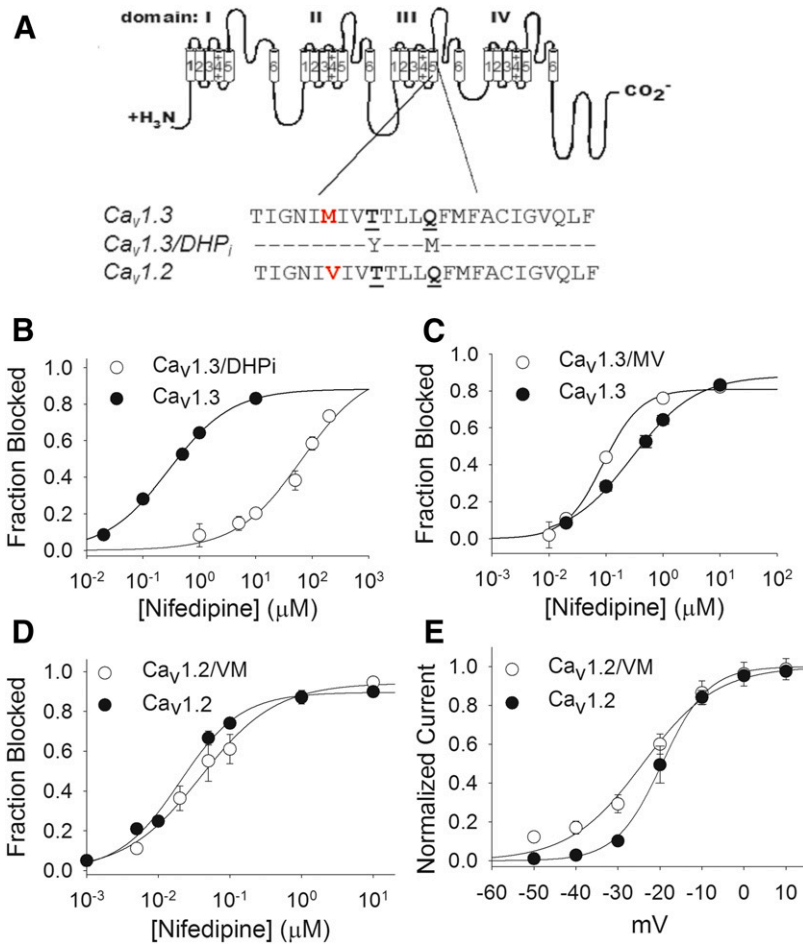 A
domain: I II III IV
1 2 3 4 5 6 1 2 3 4 5 6 1 2 3 4 5 6 1 2 3 4 5 6
+H3N
CO2-
Cav1.3 TIGNIMIVTTLLQFMFACIGVQLF
Cav1.3/DHPi --------Y---M-----------
Cav1.2 TIGNIVIVTTLLQFMFACIGVQLF
B
CaV1.3/DHPi
CaV1.3
Fraction Blocked
1.0
0.8
0.6
0.4
0.2
0.0
10-2 10-1 100 101 102 103
[Nifedipine] (μM)
C
CaV1.3/MV
CaV1.3
Fraction Blocked
1.0
0.8
0.6
0.4
0.2
0.0
10-3 10-2 10-1 100 101 102
[Nifedipine] (μM)
D
CaV1.2/VM
CaV1.2
Fraction Blocked
1.0
0.8
0.6
0.4
0.2
0.0
10-3 10-2 10-1 100 101
[Nifedipine] (μM)
E
CaV1.2/VM
CaV1.2
Normalized Current
1.0
0.8
0.6
0.4
0.2
0.0
-60 -50 -40 -30 -20 -10 0 10
mV